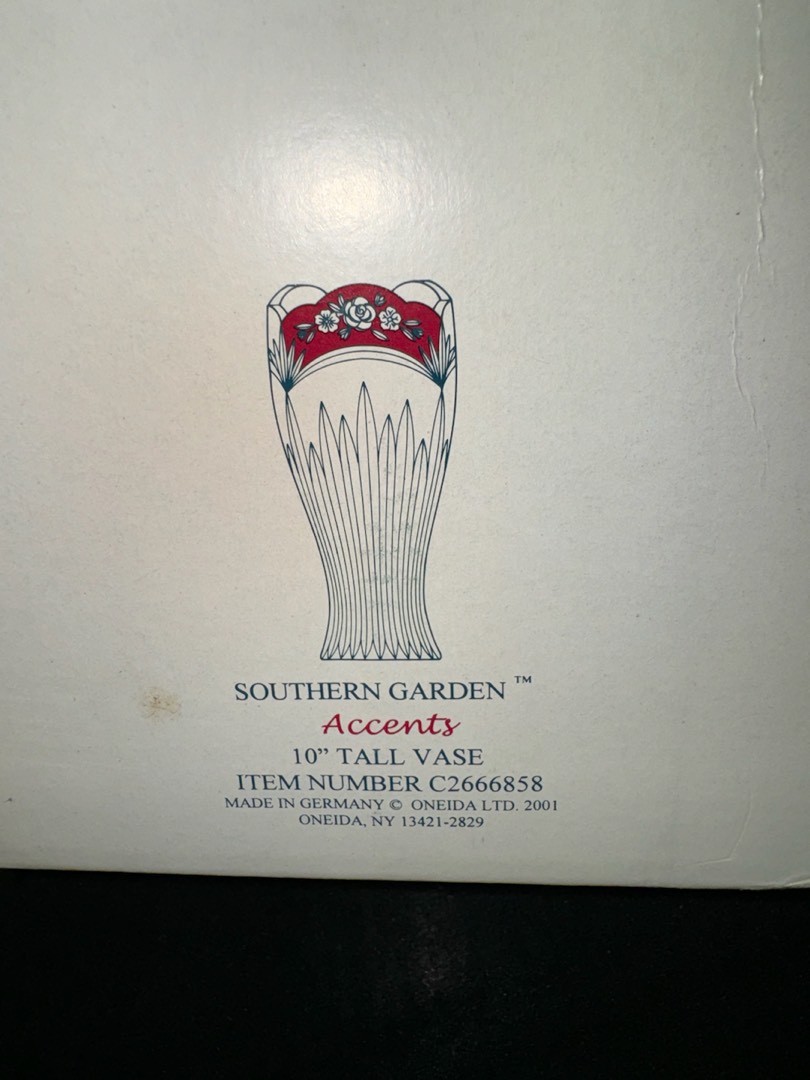 SOUTHERN GARDEN ™
Accents
10” TALL VASE
ITEM NUMBER C2666858
MADE IN GERMANY © ONEIDA LTD. 2001
ONEIDA, NY 13421-2829